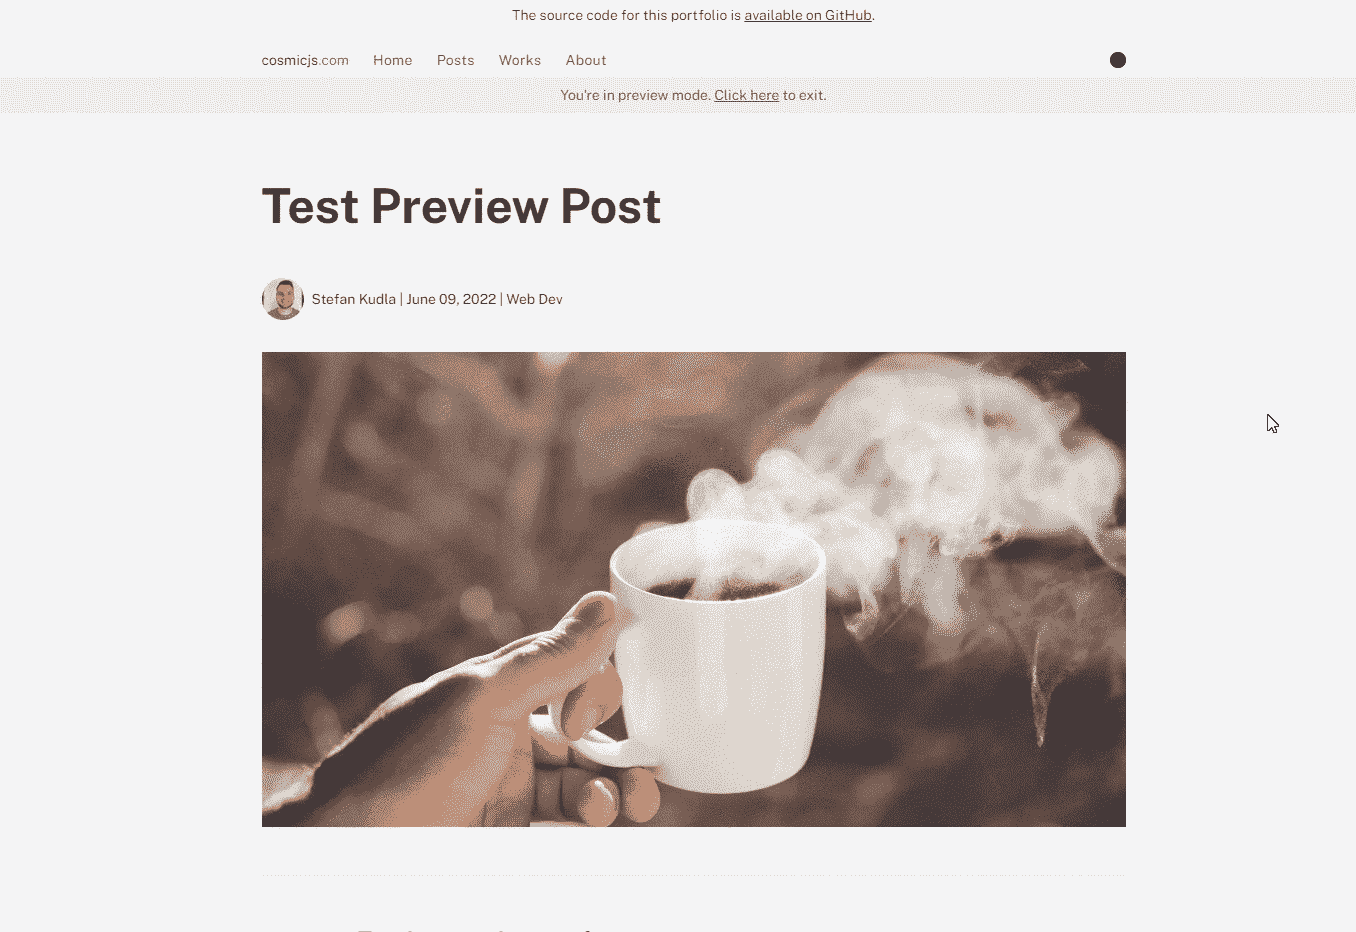 The source code for this portfolio is available on GitHub.
cosmicjs.com Home Posts Works About
You're in preview mode. Click here to exit.
Test Preview Post
Stefan Kudla | June 09, 2022 | Web Dev